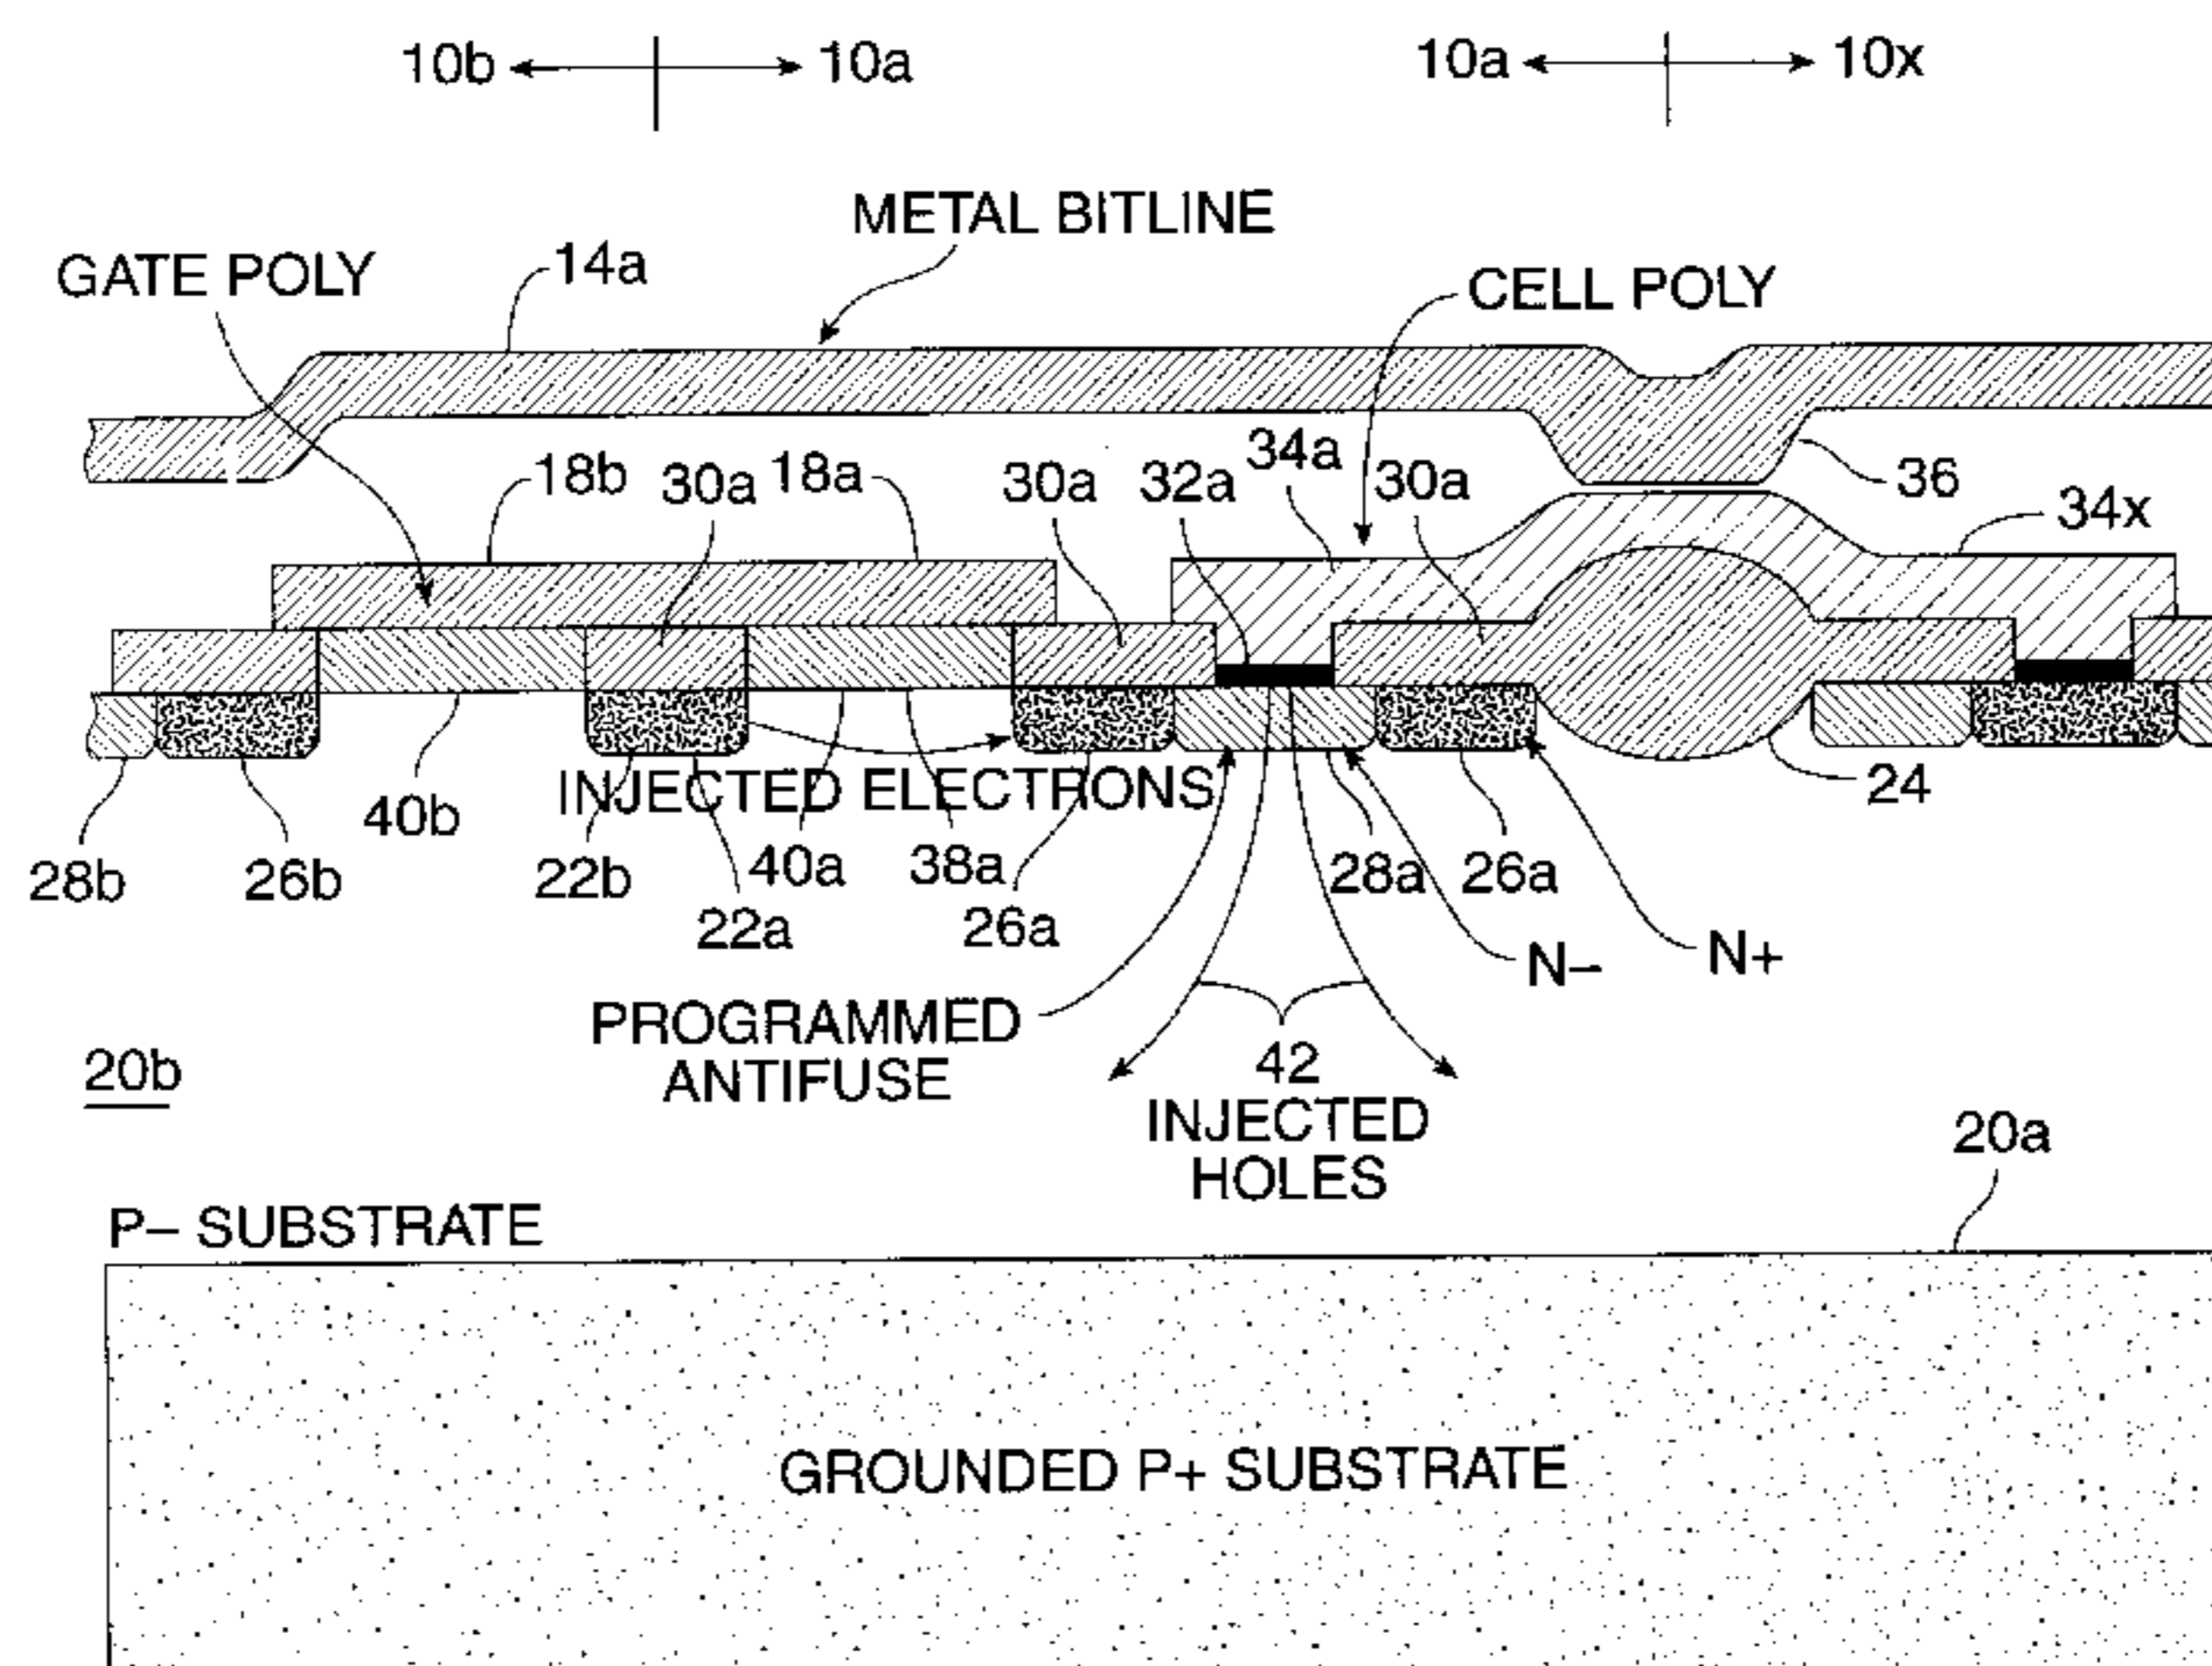 10b
10a
10a
10x
METAL BITLINE
GATE POLY
14a
CELL POLY
18b
30a
18a
30a
32a
34a
30a
36
34x
INJECTED ELECTRONS
24
28b
26b
40b
22b
22a
40a
38a
26a
28a
26a
N–
N+
PROGRAMMED
ANTIFUSE
42
INJECTED
HOLES
20b
20a
P– SUBSTRATE
GROUNDED P+ SUBSTRATE